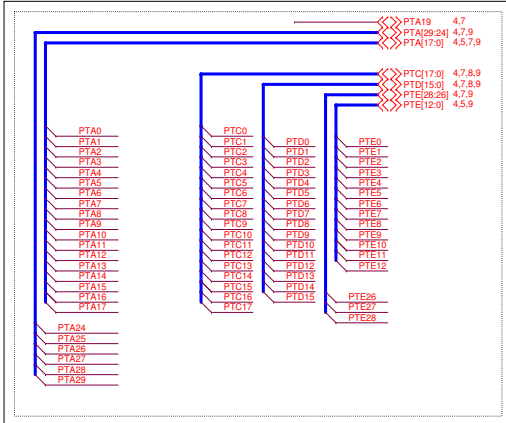 PTA19 4,7
PTA[29:24] 4,7,9
PTA[17:0] 4,5,7,9
PTC[17:0] 4,7,8,9
PTD[15:0] 4,7,8,9
PTE[28:26] 4,7,9
PTE[12:0] 4,5,9
PTA0
PTA1
PTA2
PTA3
PTA4
PTA5
PTA6
PTA7
PTA8
PTA9
PTA10
PTA11
PTA12
PTA13
PTA14
PTA15
PTA16
PTA17
PTA24
PTA25
PTA26
PTA27
PTA28
PTA29
PTC0
PTC1
PTC2
PTC3
PTC4
PTC5
PTC6
PTC7
PTC8
PTC9
PTC10
PTC11
PTC12
PTC13
PTC14
PTC15
PTC16
PTC17
PTD0
PTD1
PTD2
PTD3
PTD4
PTD5
PTD6
PTD7
PTD8
PTD9
PTD10
PTD11
PTD12
PTD13
PTD14
PTD15
PTE0
PTE1
PTE2
PTE3
PTE4
PTE5
PTE6
PTE7
PTE8
PTE9
PTE10
PTE11
PTE12
PTE26
PTE27
PTE28